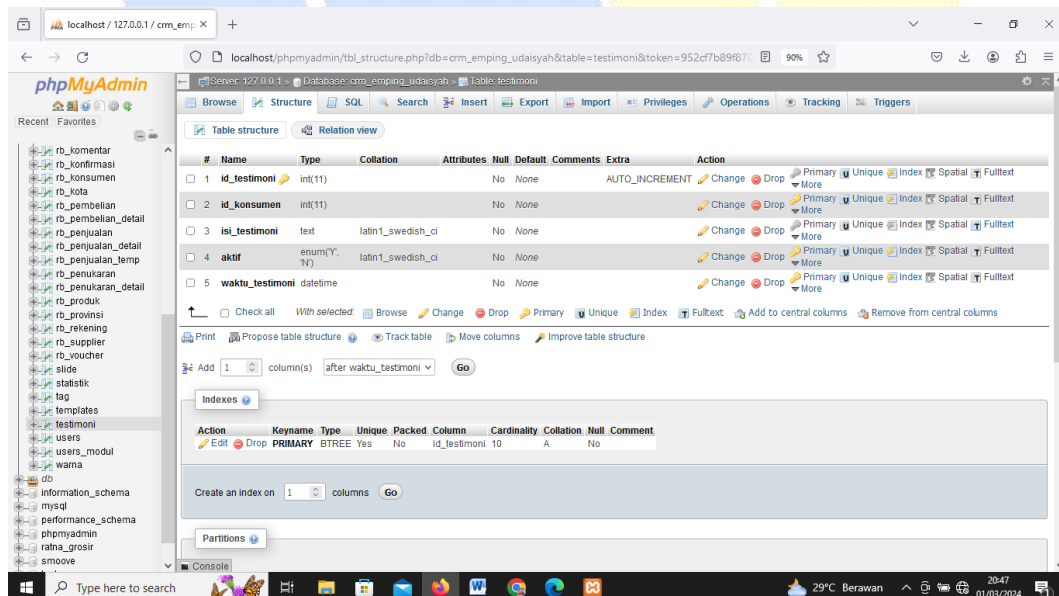 localhost / 127.0.0.1 / crm_emp
localhost/phpmyadmin/tbl_structure.php?db=crm_emping_udaisyah&table=testimoni&token=952cf7b89f870
90%
phpMyAdmin
Recent Favorites
rb_komentar
rb_konfirmasi
rb_konsumen
rb_kota
rb_pembelian
rb_pembelian_detail
rb_penjualan
rb_penjualan_detail
rb_penjualan_temp
rb_penukaran
rb_penukaran_detail
rb_produk
rb_provinsi
rb_rekening
rb_supplier
rb_voucher
slide
statistik
tag
templates
testimoni
users
users_modul
warna
db
information_schema
mysql
performance_schema
phpmyadmin
ratna_grosir
smoove
Server: 127.0.0.1 » Database: crm_emping_udaisyah » Table: testimoni
Browse Structure SQL Search Insert Export Import Privileges Operations Tracking Triggers
Table structure Relation view
# Name Type Collation Attributes Null Default Comments Extra Action
1 id_testimoni int(11) No None AUTO_INCREMENT Change Drop Primary Unique Index Spatial Fulltext
More
2 id_konsumen int(11) No None Change Drop Primary Unique Index Spatial Fulltext
More
3 isi_testimoni text latin1_swedish_ci No None Change Drop Primary Unique Index Spatial Fulltext
More
4 aktif enum('Y', 'N') latin1_swedish_ci No None Change Drop Primary Unique Index Spatial Fulltext
More
5 waktu_testimoni datetime No None Change Drop Primary Unique Index Spatial Fulltext
More
Check all With selected: Browse Change Drop Primary Unique Index Fulltext Add to central columns Remove from central columns
Print Propose table structure Track table Move columns Improve table structure
Add 1 column(s) after waktu_testimoni Go
Indexes
Action Keyname Type Unique Packed Column Cardinality Collation Null Comment
Edit Drop PRIMARY BTREE Yes No id_testimoni 10 A No
Create an index on 1 columns Go
Partitions
Console
Type here to search
29°C Berawan
20:47
01/03/2024